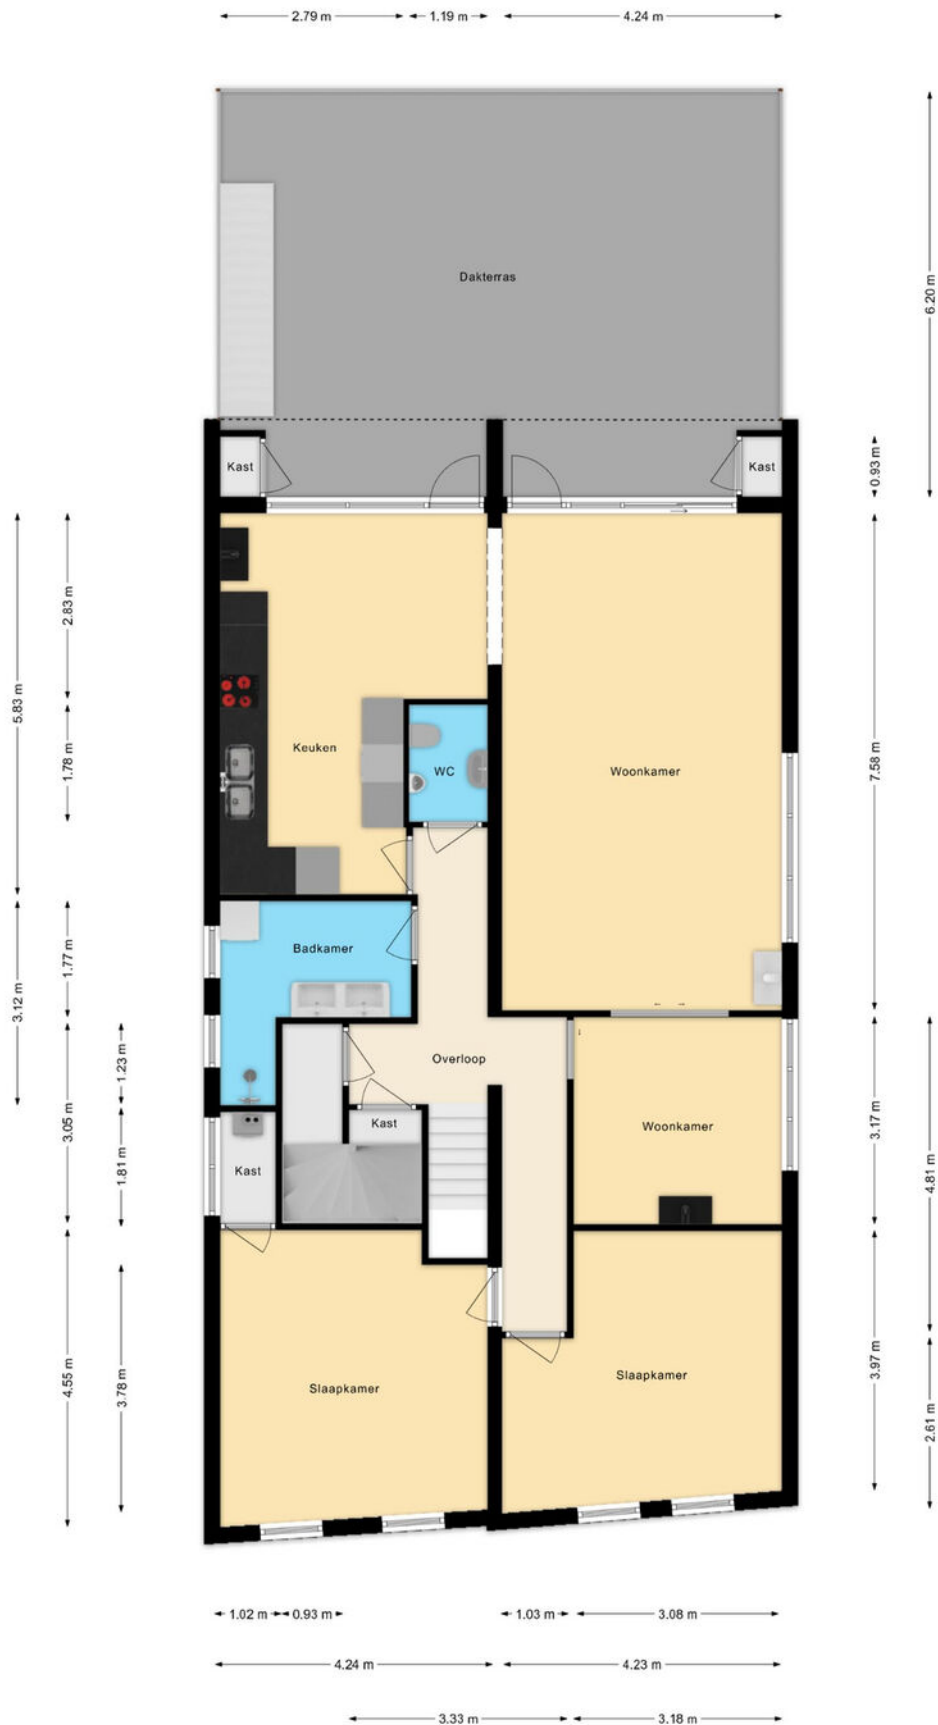 2.79 m 1.19 m 4.24 m
Dakterras
6.20 m
Kast Kast
0.93 m
2.83 m
5.83 m
Keuken
1.78 m
WC
Woonkamer
7.58 m
Badkamer
1.77 m
3.12 m
Overloop
1.23 m
3.05 m
Kast
Woonkamer
3.17 m
Kast
1.81 m
4.81 m
Slaapkamer
Slaapkamer
4.55 m
3.78 m
3.97 m
2.61 m
1.02 m 0.93 m 1.03 m 3.08 m
4.24 m 4.23 m
3.33 m 3.18 m